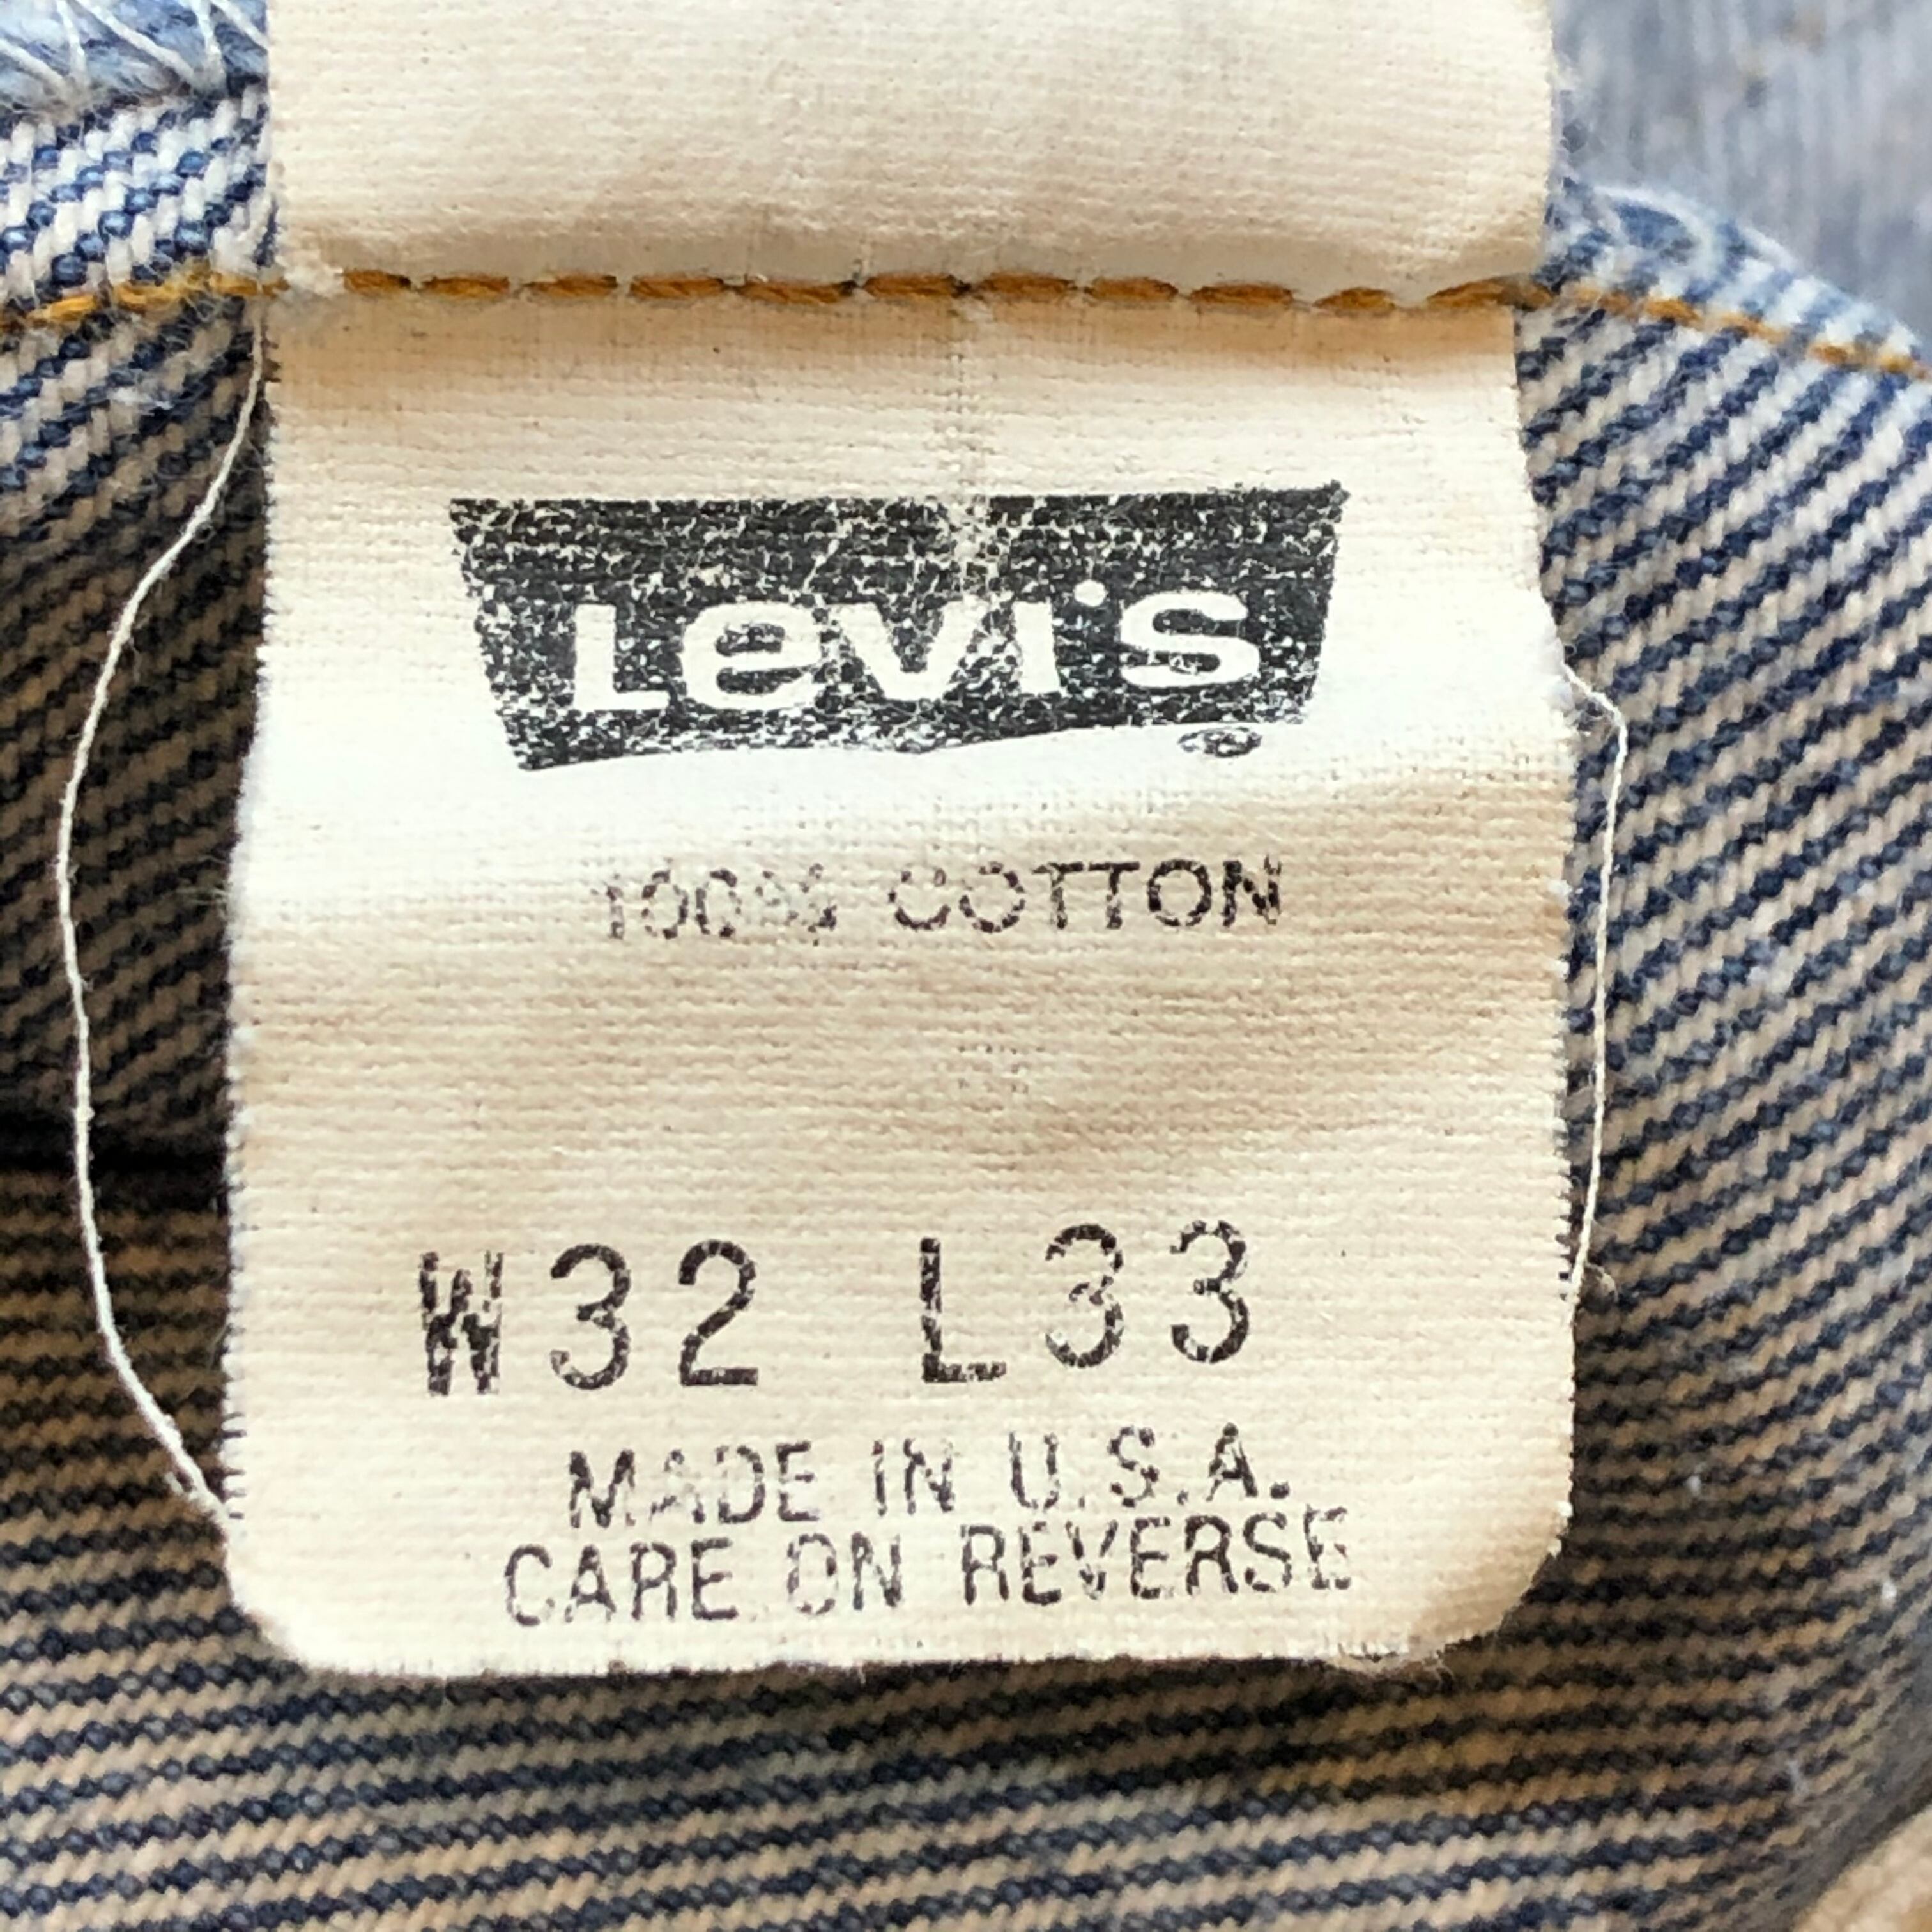 Levi's
100% COTTON
W32 L33
MADE IN U.S.A.
CARE ON REVERSE